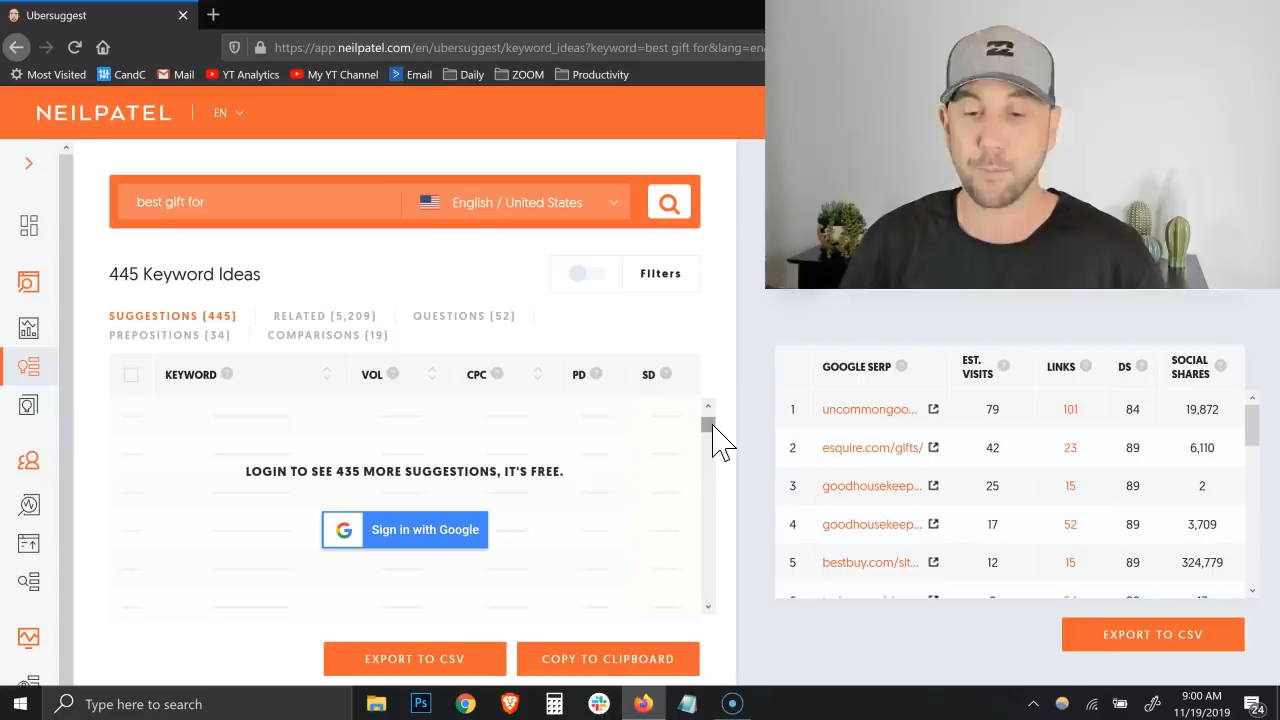 Ubersuggest
https://app.neilpatel.com/en/ubersuggest/keyword_ideas?keyword=best gift for&lang=en
Most Visited CandC Mail YT Analytics My YT Channel Email Daily ZOOM Productivity
NEILPATEL EN
best gift for English / United States
445 Keyword Ideas Filters
SUGGESTIONS (445) RELATED (5,209) QUESTIONS (52)
PREPOSITIONS (34) COMPARISONS (19)
KEYWORD VOL CPC PD SD
LOGIN TO SEE 435 MORE SUGGESTIONS, IT'S FREE.
Sign in with Google
EXPORT TO CSV COPY TO CLIPBOARD
GOOGLE SERP EST. VISITS LINKS DS SOCIAL SHARES
1 uncommongoo... 79 101 84 19,872
2 esquire.com/gifts/ 42 23 89 6,110
3 goodhousekeep... 25 15 89 2
4 goodhousekeep... 17 52 89 3,709
5 bestbuy.com/sit... 12 15 89 324,779
EXPORT TO CSV
Type here to search
9:00 AM
11/19/2019
24